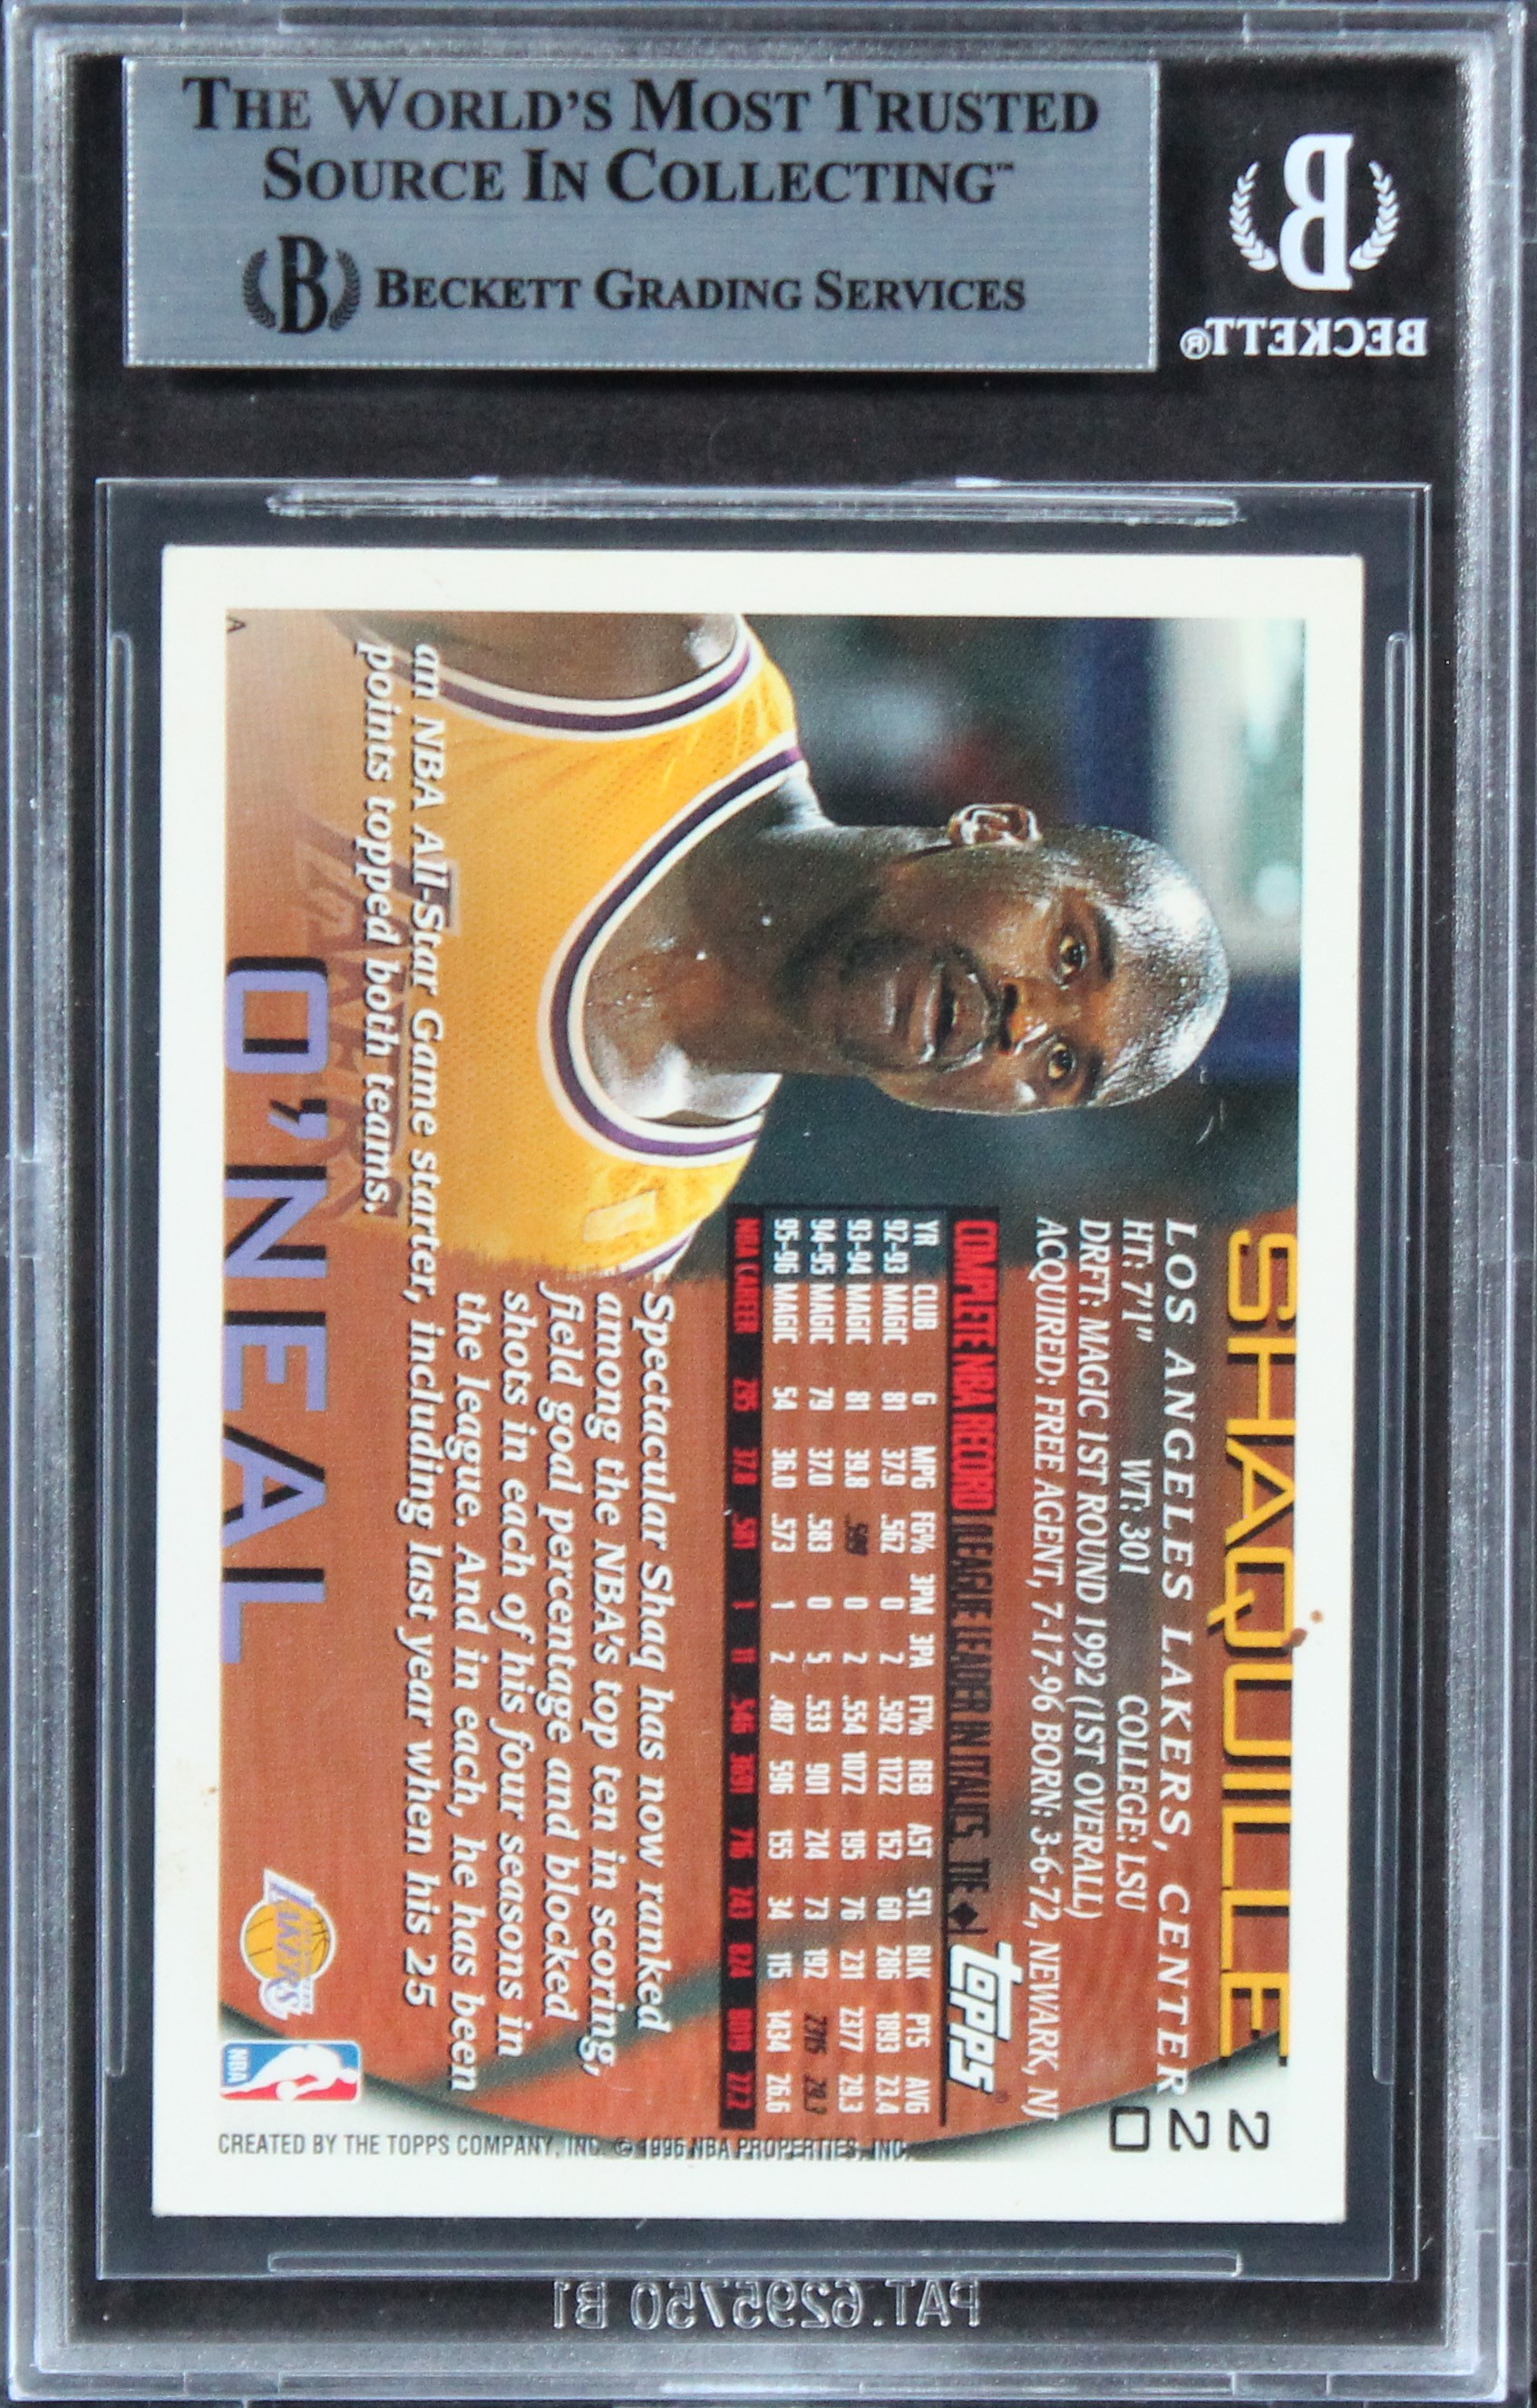 THE WORLD'S MOST TRUSTED
SOURCE IN COLLECTING™
B BECKETT GRADING SERVICES
B
BECKETT®
SHAQUILLE
220
LOS ANGELES LAKERS, CENTER
HT: 7'1" WT: 301 COLLEGE: LSU
DRFT: MAGIC 1ST ROUND 1992 (1ST OVERALL)
ACQUIRED: FREE AGENT, 7-17-96 BORN: 3-6-72, NEWARK, NJ
COMPLETE NBA RECORD LEAGUE LEADER IN ITALICS, TIE ◆
topps®
YR CLUB G MPG FG% 3PM 3PA FT% REB AST STL BLK PTS AVG
92-93 MAGIC 81 37.9 .562 0 2 .592 1122 152 60 286 1893 23.4
93-94 MAGIC 81 39.8 .599 0 2 .554 1072 195 76 231 2377 29.3
94-95 MAGIC 79 37.0 .583 0 5 .533 901 214 73 192 2315 29.3
95-96 MAGIC 54 36.0 .573 1 2 .487 596 155 34 115 1434 26.6
NBA CAREER 295 37.8 .581 1 11 .546 3691 716 243 824 8019 27.2
Spectacular Shaq has now ranked
among the NBA's top ten in scoring,
field goal percentage and blocked
shots in each of his four seasons in
the league. And in each, he has been
an NBA All-Star Game starter, including last year when his 25
points topped both teams.
O'NEAL
LAKERS
NBA
CREATED BY THE TOPPS COMPANY, INC. © 1996 NBA PROPERTIES, INC.
A
PAT. 6295750 B1